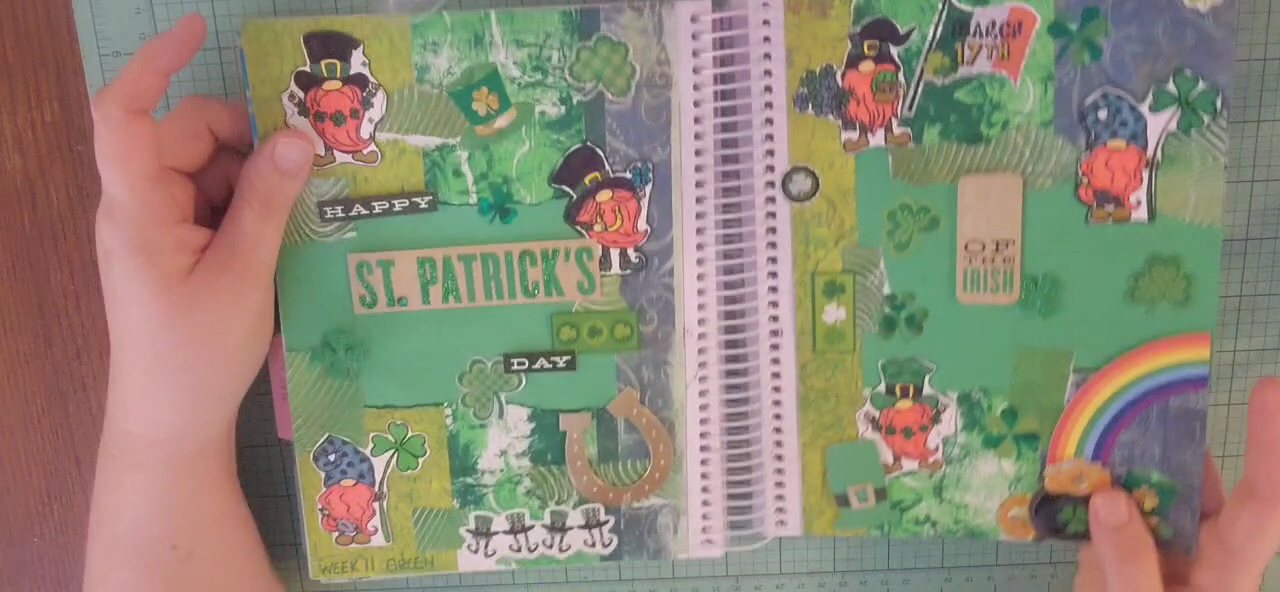 HAPPY
ST. PATRICK'S
DAY
WEEK 11 GREEN
MARCH
17TH
OF
THE
IRISH